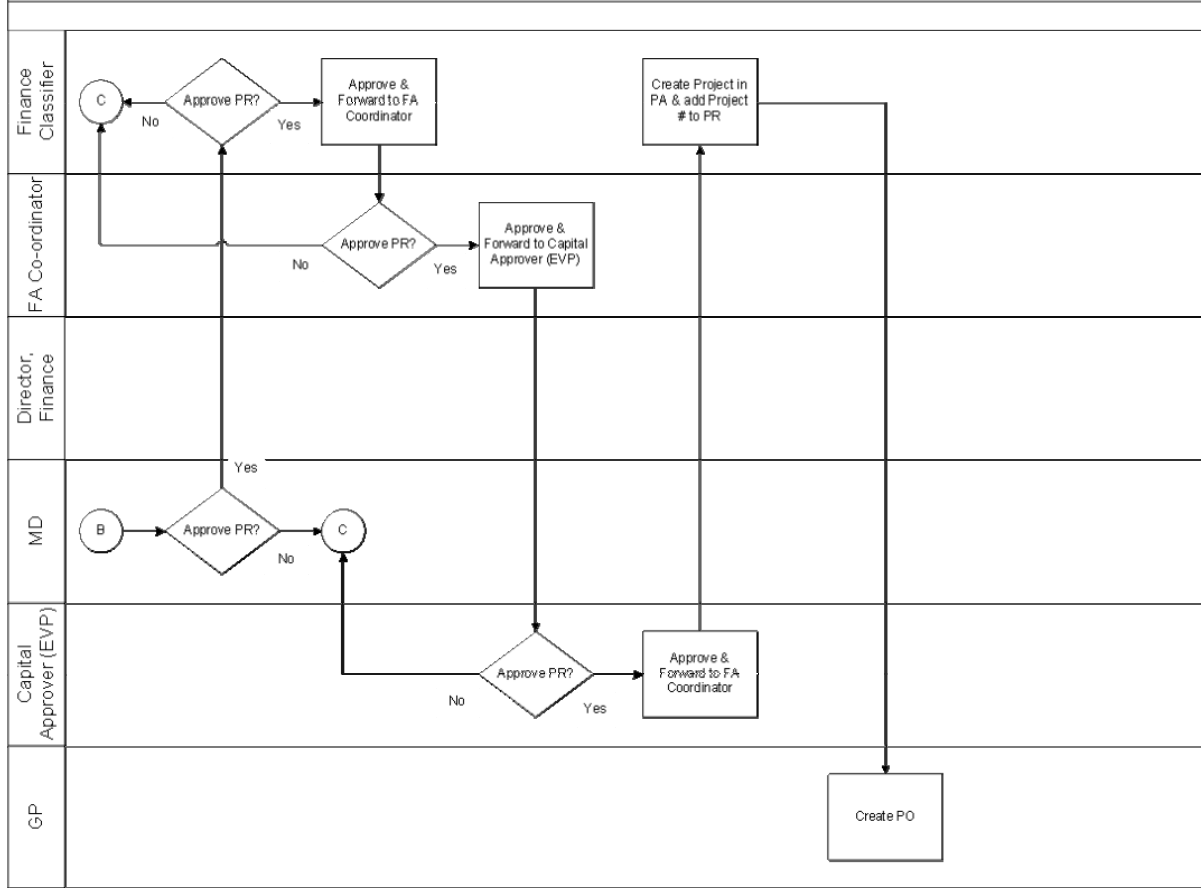 Finance
Classifier
C
Approve PR?
No
Yes
Approve &
Forward to FA
Coordinator
Create Project in
PA & add Project
# to PR
FA Co-ordinator
Approve PR?
No
Yes
Approve &
Forward to Capital
Approver (EVP)
Director,
Finance
MD
B
Approve PR?
Yes
No
C
Capital
Approver (EVP)
Approve PR?
No
Yes
Approve &
Forward to FA
Coordinator
GP
Create PO